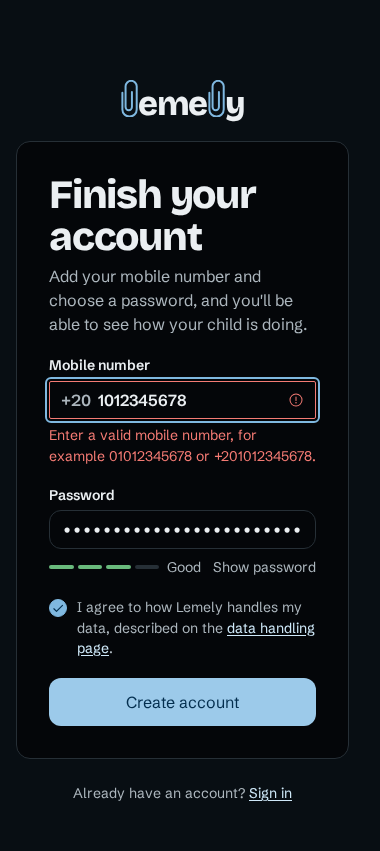 lemely
Finish your
account
Add your mobile number and
choose a password, and you'll be
able to see how your child is doing.
Mobile number
+20 1012345678
Enter a valid mobile number, for
example 01012345678 or +201012345678.
Password
••••••••••••••••••••••••
Good Show password
I agree to how Lemely handles my
data, described on the data handling
page.
Create account
Already have an account? Sign in